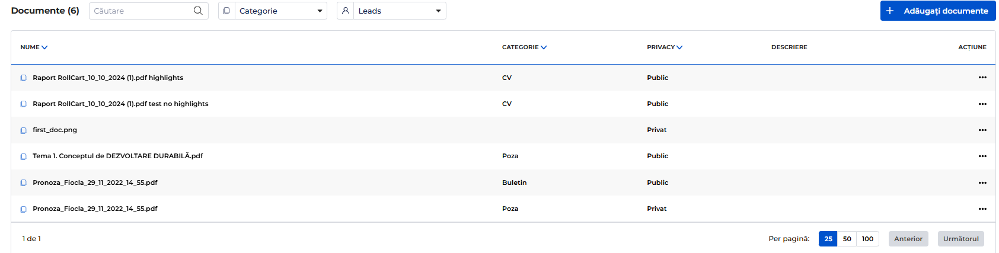 Documente (6) Căutare Categorie Leads Adăugați documente
NUME CATEGORIE PRIVACY DESCRIERE ACȚIUNE
Raport RollCart_10_10_2024 (1).pdf highlights CV Public
Raport RollCart_10_10_2024 (1).pdf test no highlights CV Public
first_doc.png Privat
Tema 1. Conceptul de DEZVOLTARE DURABILĂ.pdf Poza Public
Pronoza_Fiocla_29_11_2022_14_55.pdf Buletin Public
Pronoza_Fiocla_29_11_2022_14_55.pdf Poza Privat
1 de 1 Per pagină: 25 50 100 Anterior Următorul